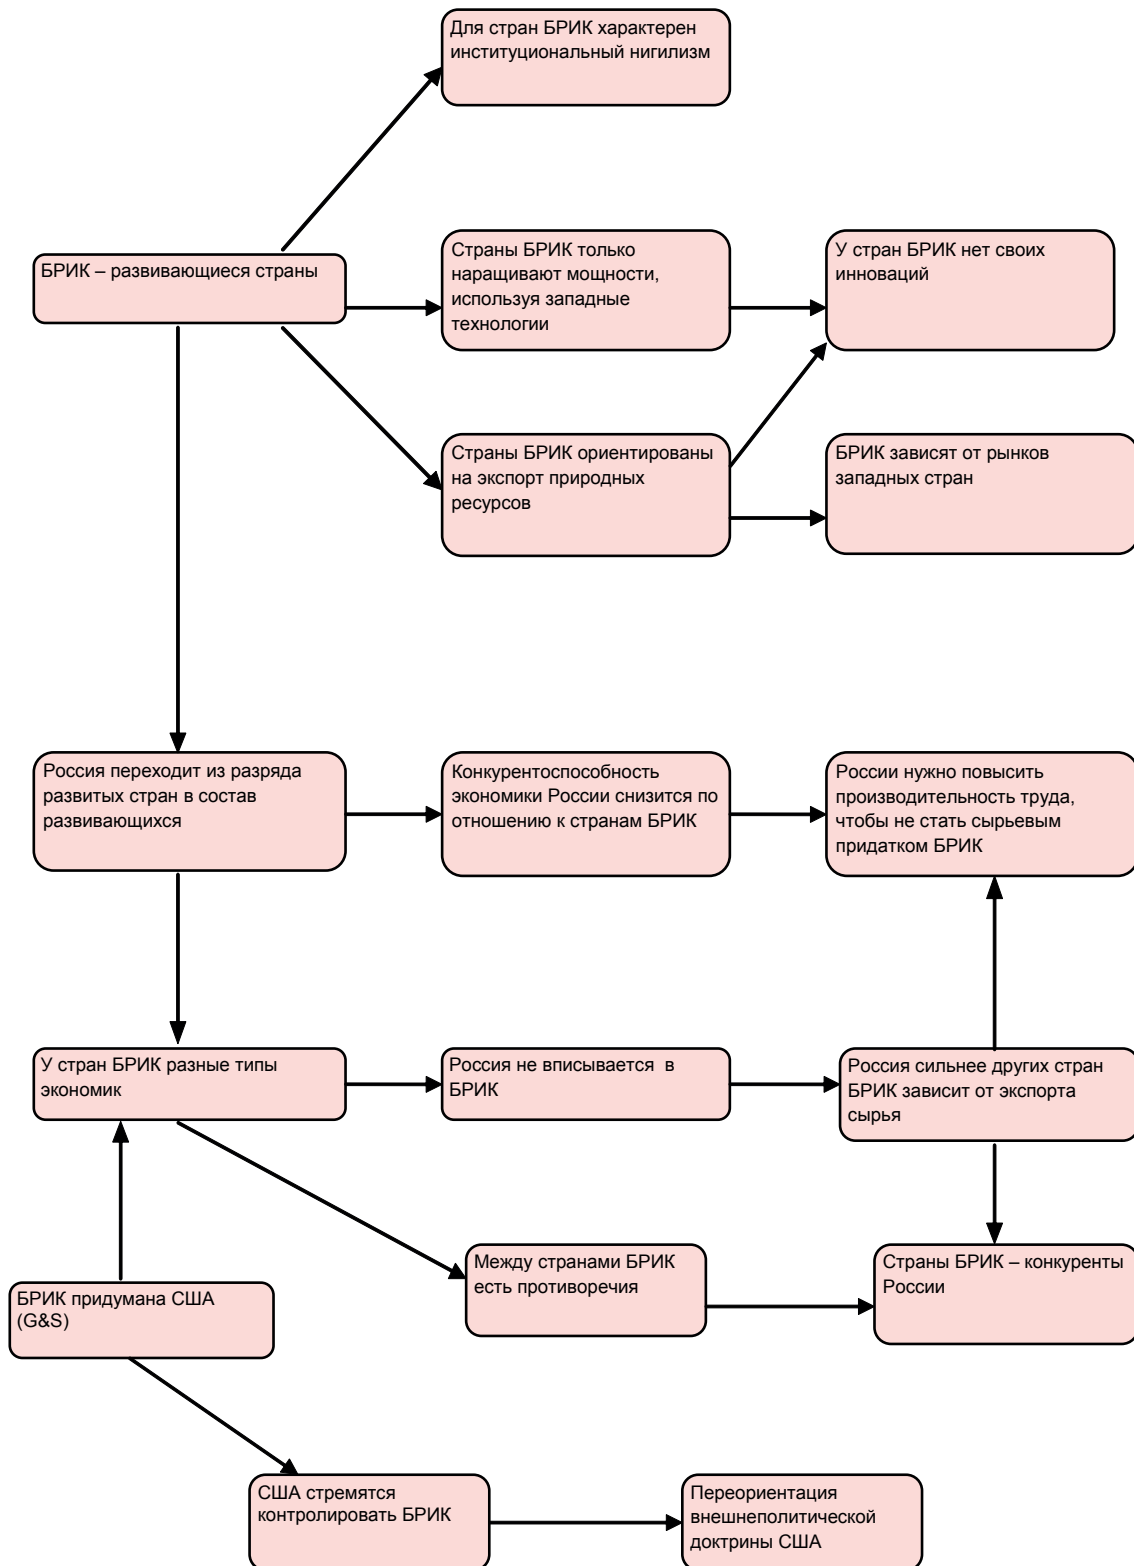 Для стран БРИК характерен
институциональный нигилизм
БРИК – развивающиеся страны
Страны БРИК только
наращивают мощности,
используя западные
технологии
У стран БРИК нет своих
инноваций
Страны БРИК ориентированы
на экспорт природных
ресурсов
БРИК зависят от рынков
западных стран
Россия переходит из разряда
развитых стран в состав
развивающихся
Конкурентоспособность
экономики России снизится по
отношению к странам БРИК
России нужно повысить
производительность труда,
чтобы не стать сырьевым
придатком БРИК
У стран БРИК разные типы
экономик
Россия не вписывается в
БРИК
Россия сильнее других стран
БРИК зависит от экспорта
сырья
Между странами БРИК
есть противоречия
Страны БРИК – конкуренты
России
БРИК придумана США
(G&S)
США стремятся
контролировать БРИК
Переориентация
внешнеполитической
доктрины США